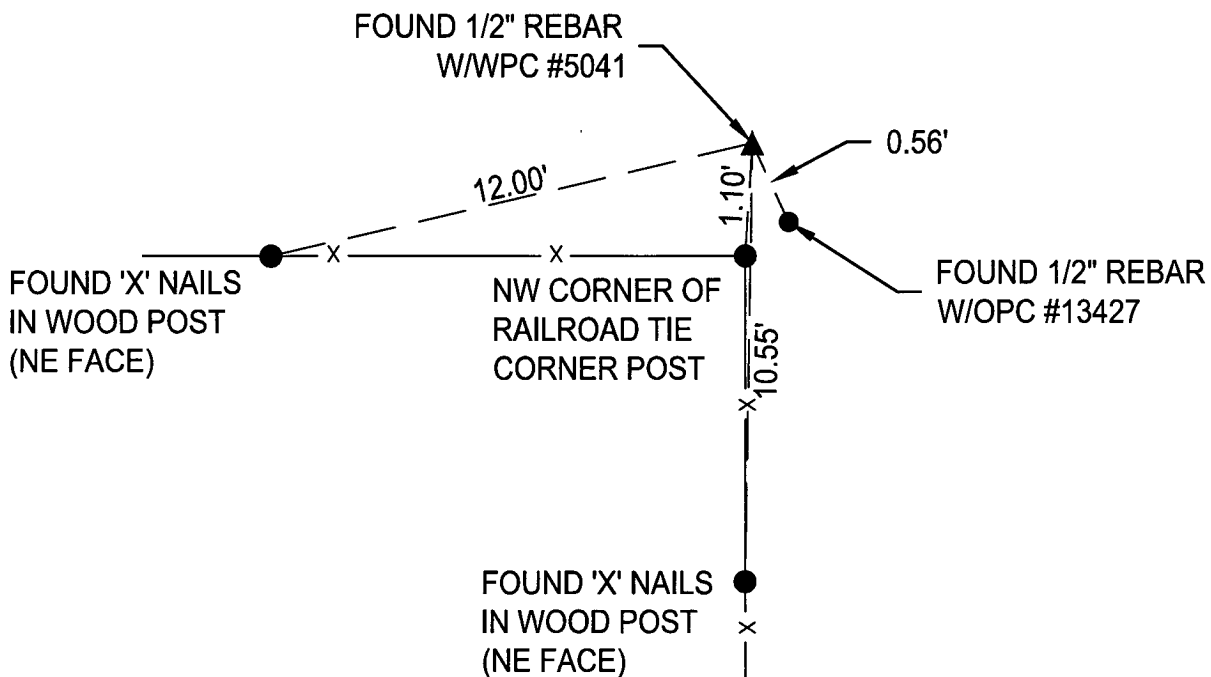 FOUND 1/2" REBAR
W/WPC #5041
0.56'
12.00'
1.10'
FOUND 'X' NAILS
IN WOOD POST
(NE FACE)
X
X
NW CORNER OF
RAILROAD TIE
CORNER POST
FOUND 1/2" REBAR
W/OPC #13427
10.55'
X
FOUND 'X' NAILS
IN WOOD POST
(NE FACE)
X